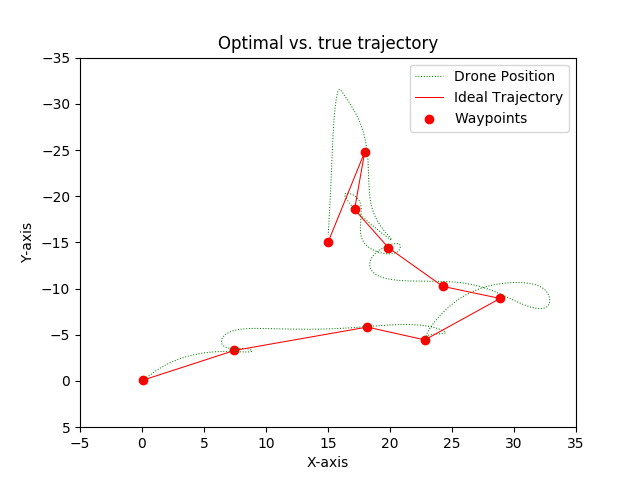 Optimal vs. true trajectory
Drone Position
Ideal Trajectory
Waypoints
Y-axis
−35
−30
−25
−20
−15
−10
−5
0
5
−5 0 5 10 15 20 25 30 35
X-axis